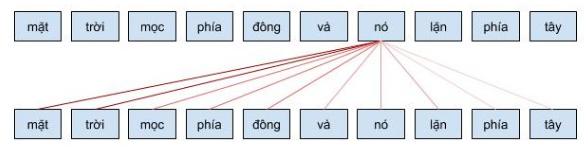 mặt trời mọc phía đông và nó lặn phía tây
mặt trời mọc phía đông và nó lặn phía tây